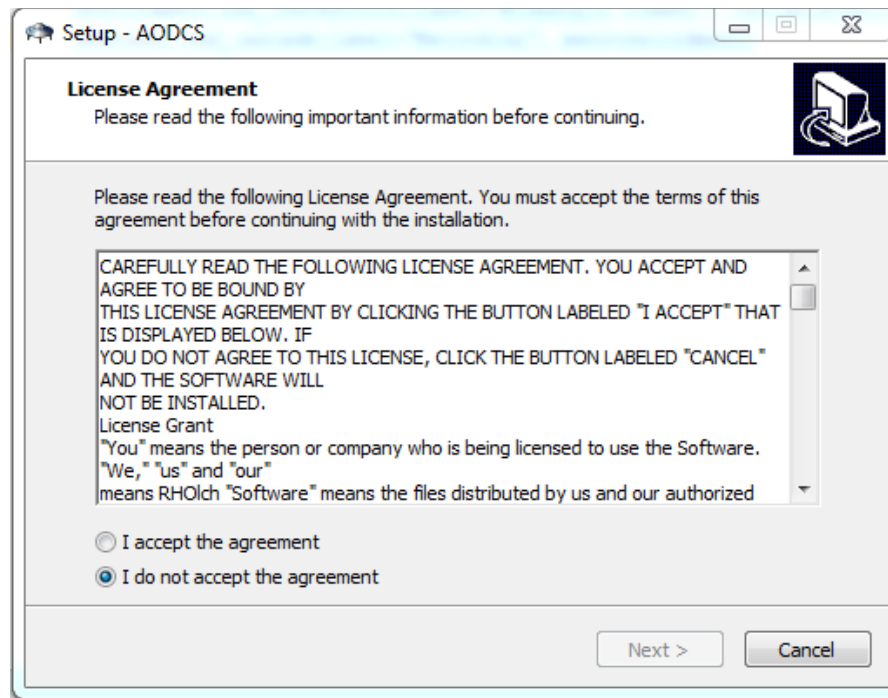 Setup - AODCS
License Agreement
Please read the following important information before continuing.
Please read the following License Agreement. You must accept the terms of this
agreement before continuing with the installation.
CAREFULLY READ THE FOLLOWING LICENSE AGREEMENT. YOU ACCEPT AND
AGREE TO BE BOUND BY
THIS LICENSE AGREEMENT BY CLICKING THE BUTTON LABELED "I ACCEPT" THAT
IS DISPLAYED BELOW. IF
YOU DO NOT AGREE TO THIS LICENSE, CLICK THE BUTTON LABELED "CANCEL"
AND THE SOFTWARE WILL
NOT BE INSTALLED.
License Grant
"You" means the person or company who is being licensed to use the Software.
"We," "us" and "our"
means RHOlch "Software" means the files distributed by us and our authorized
I accept the agreement
I do not accept the agreement
Next >
Cancel